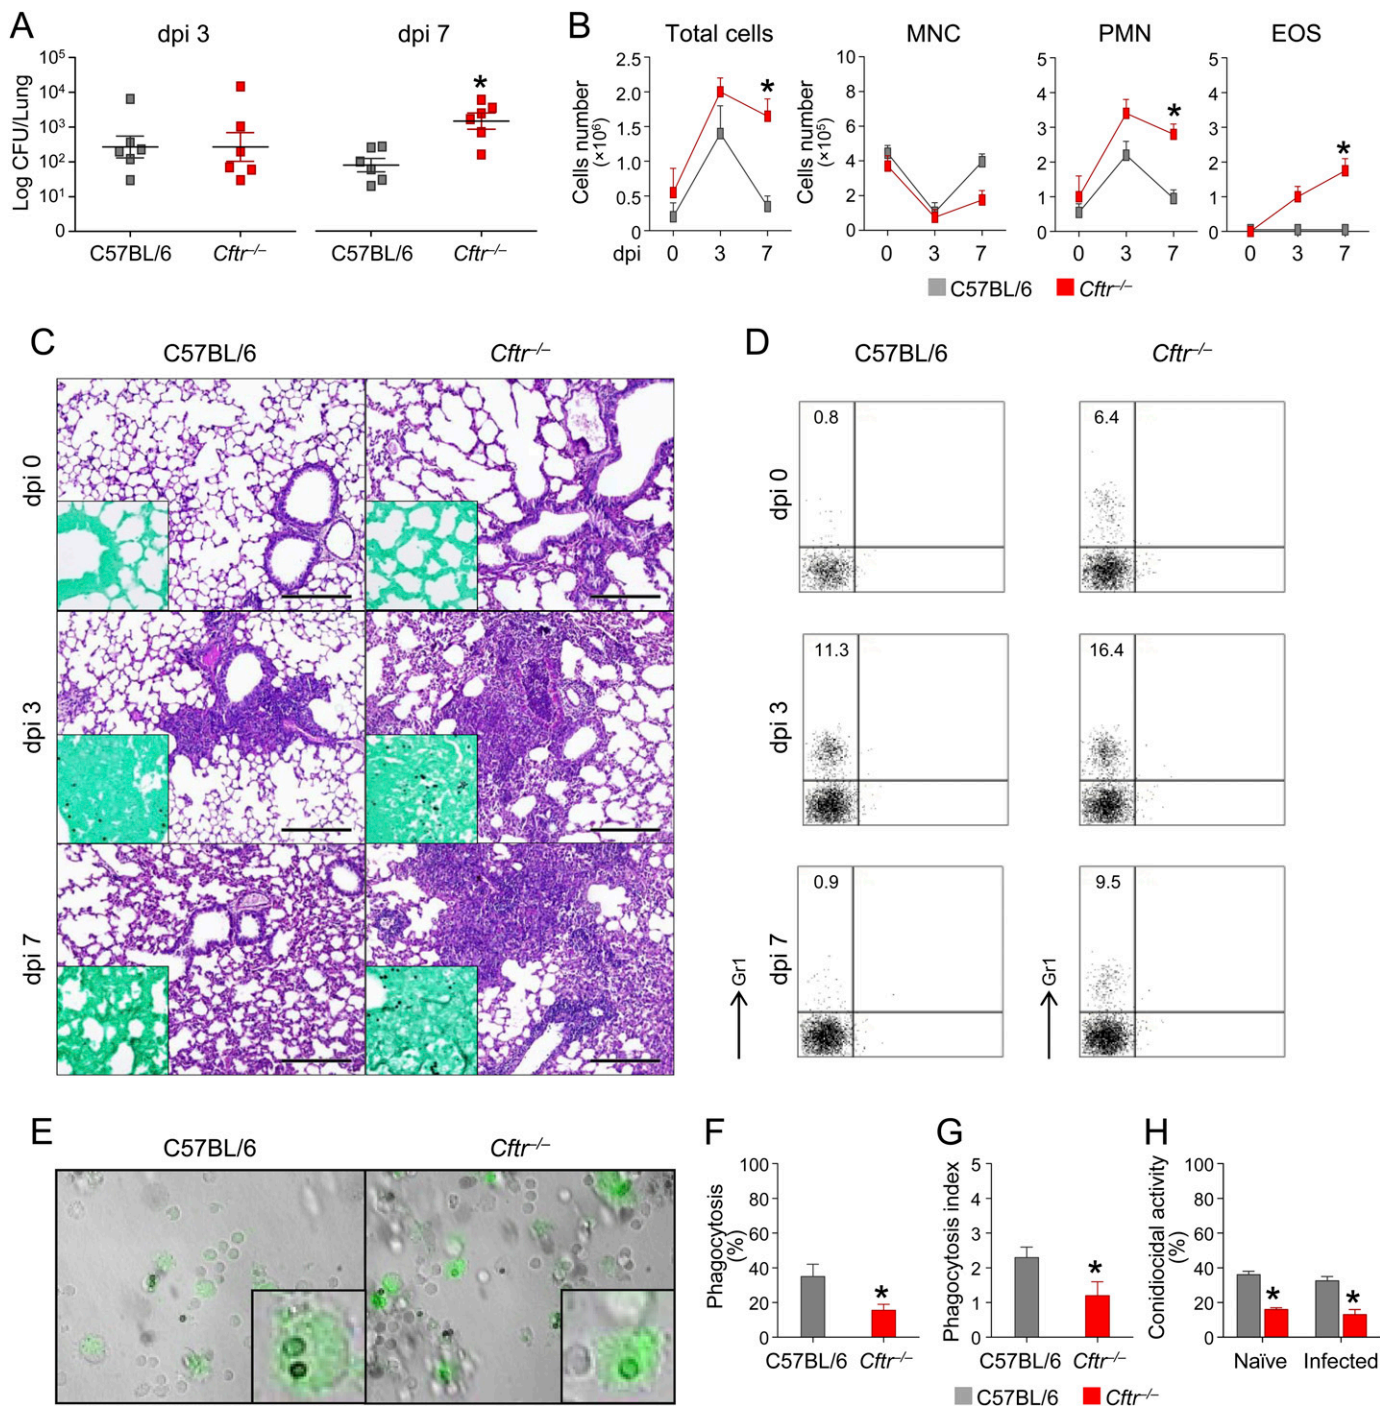 A
dpi 3
dpi 7
Log CFU/Lung
10⁵
10⁴
10³
10²
10¹
0
*
C57BL/6
Cftr⁻/⁻
C57BL/6
Cftr⁻/⁻
B
Total cells
MNC
PMN
EOS
Cells number
(×10⁶)
2.5
2.0
1.5
1.0
0.5
0
*
dpi
0 3 7
Cells number
(×10⁵)
10
8
6
4
2
0
0 3 7
5
4
3
2
1
0
*
0 3 7
5
4
3
2
1
0
*
0 3 7
C57BL/6
Cftr⁻/⁻
C
C57BL/6
Cftr⁻/⁻
dpi 0
dpi 3
dpi 7
D
C57BL/6
Cftr⁻/⁻
dpi 0
0.8
6.4
dpi 3
11.3
16.4
dpi 7
0.9
9.5
Gr1
Gr1
E
C57BL/6
Cftr⁻/⁻
F
Phagocytosis
(%)
100
80
60
40
20
0
*
C57BL/6
Cftr⁻/⁻
G
Phagocytosis index
5
4
3
2
1
0
*
C57BL/6
Cftr⁻/⁻
H
Conidiocidal activity
(%)
100
80
60
40
20
0
*
*
Naïve
Infected
C57BL/6
Cftr⁻/⁻